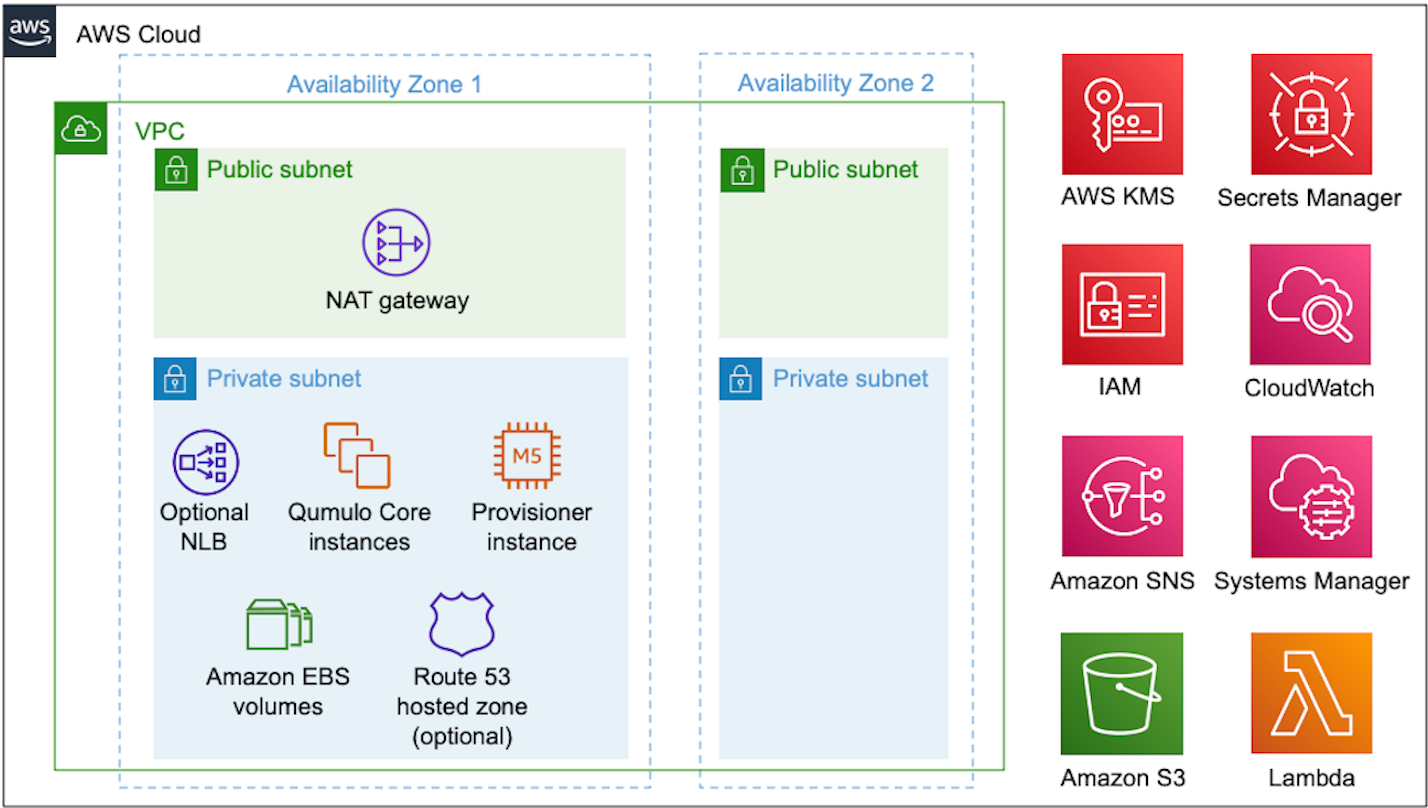 aws
AWS Cloud
Availability Zone 1
Availability Zone 2
VPC
Public subnet
NAT gateway
Private subnet
Optional
NLB
Qumulo Core
instances
M5
Provisioner
instance
Amazon EBS
volumes
Route 53
hosted zone
(optional)
Public subnet
Private subnet
AWS KMS
Secrets Manager
IAM
CloudWatch
Amazon SNS
Systems Manager
Amazon S3
Lambda